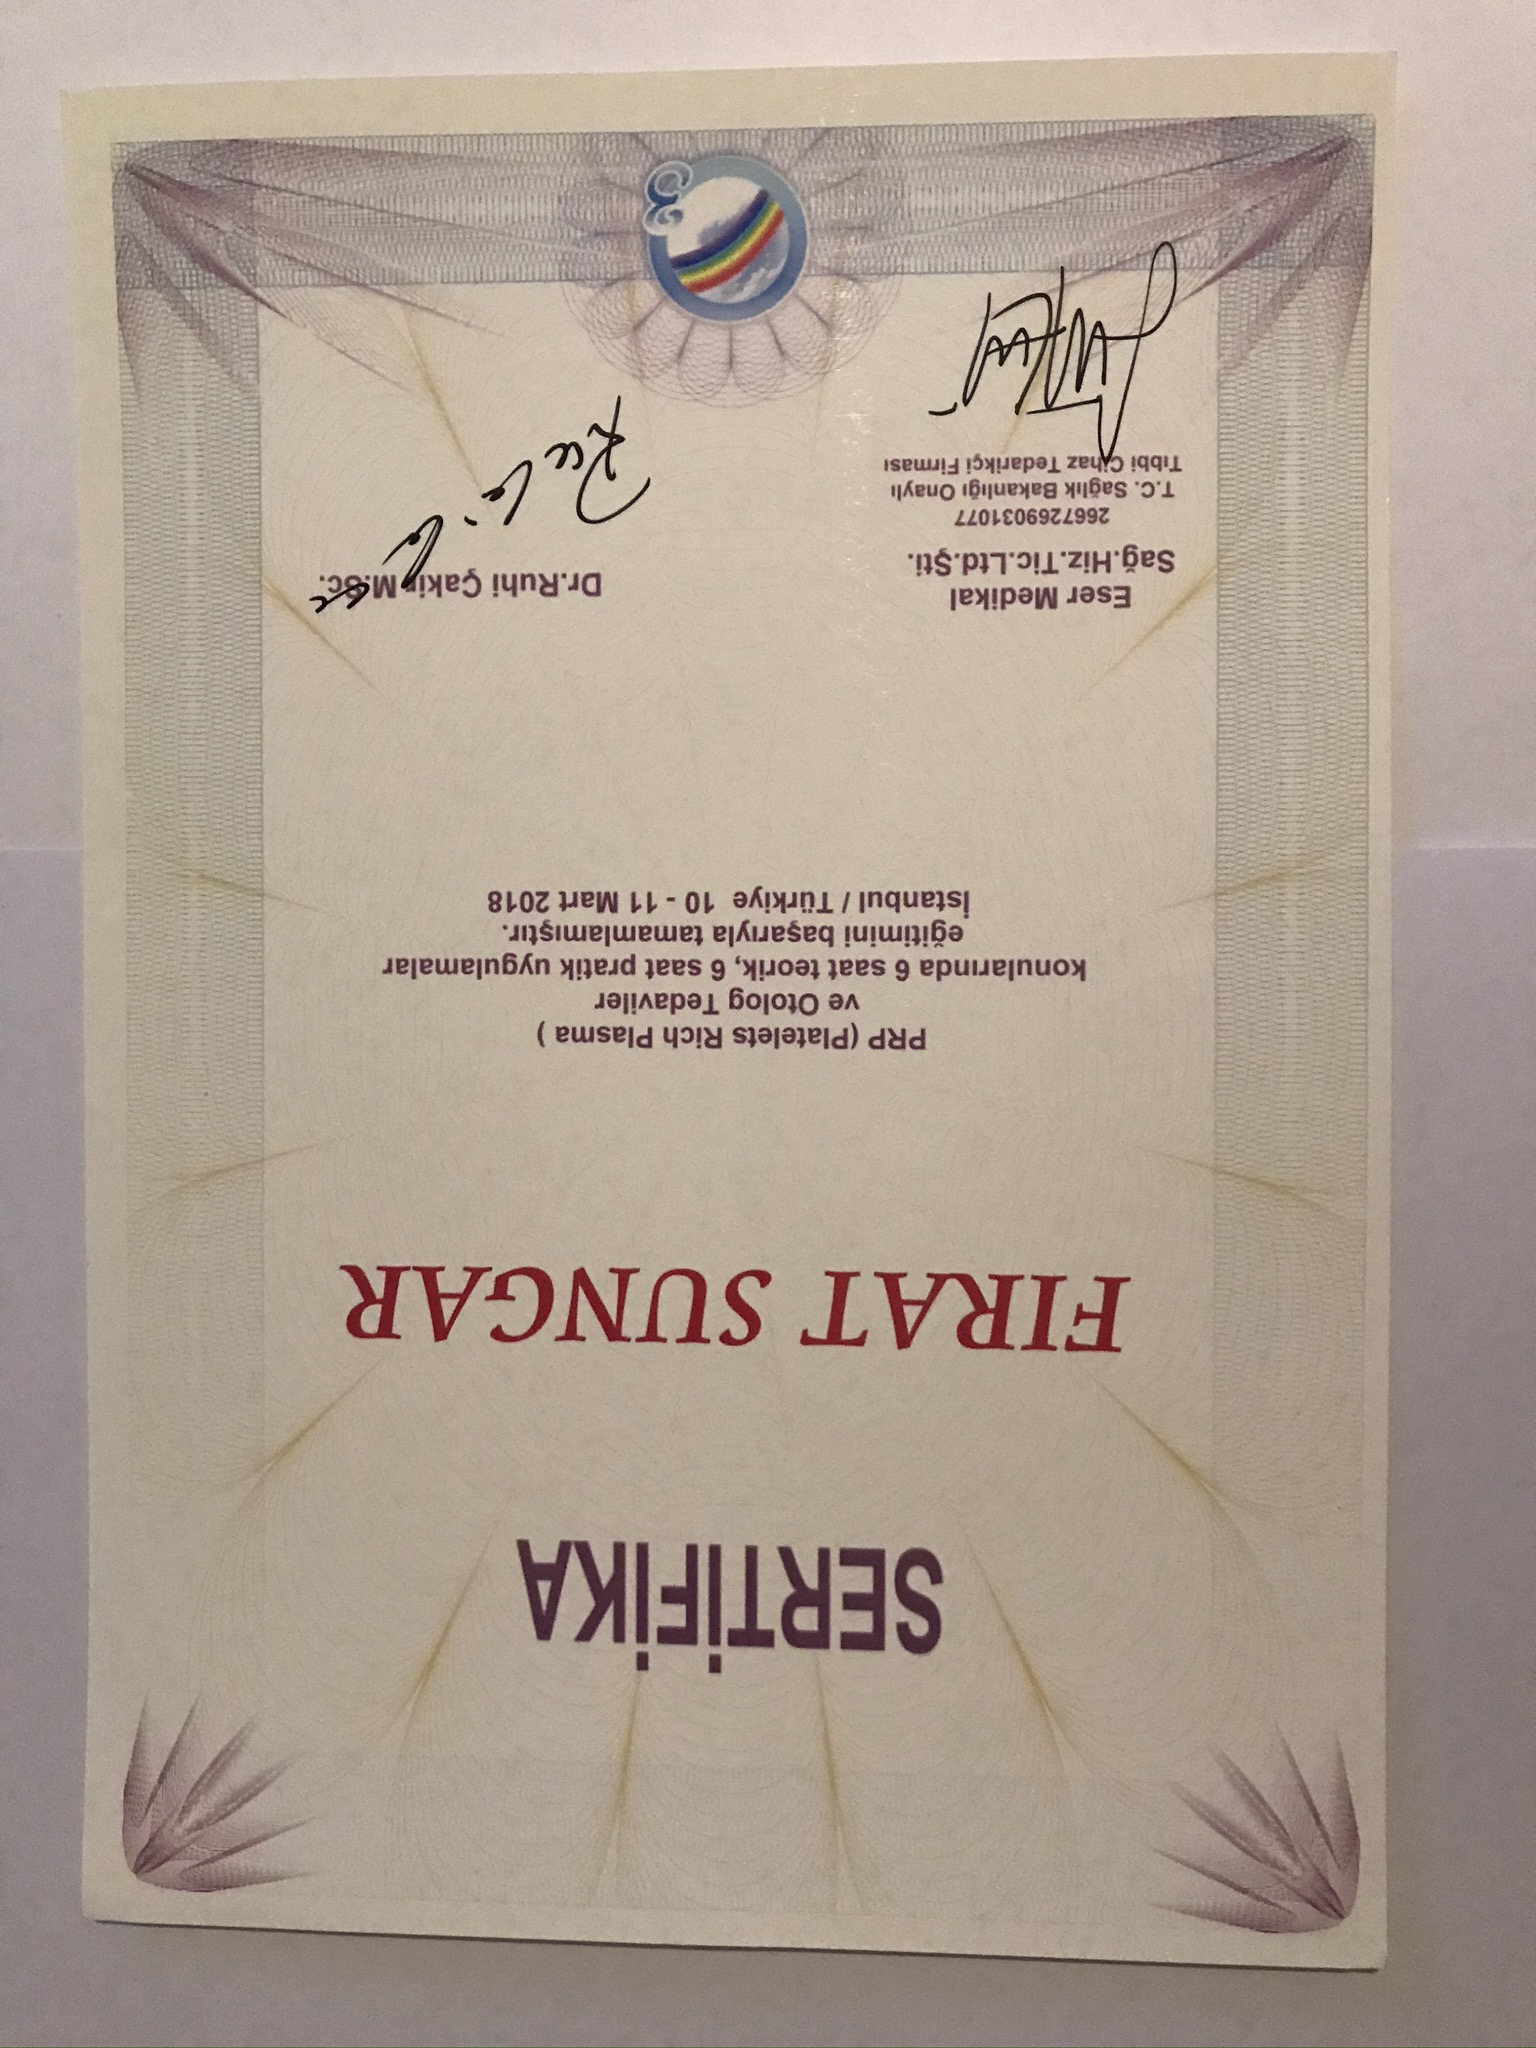 SERTİFİKA
FIRAT SUNGAR
PRP (Platelets Rich Plasma )
ve Otolog Tedaviler
konularında 6 saat teorik, 6 saat pratik uygulamalar
eğitimini başarıyla tamamlamıştır.
İstanbul / Türkiye 10 - 11 Mart 2018
Eser Medikal
Sağ.Hiz.Tic.Ltd.Şti.
2667269031077
T.C. Sağlık Bakanlığı Onaylı
Tıbbi Cihaz Tedarikçi Firması
Dr.Ruhi Çakir M.Sc.